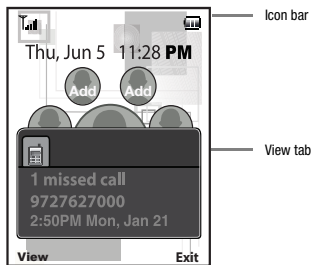 Icon bar
Thu, Jun 5 11:28 PM
Add Add
View tab
1 missed call
9727627000
2:50PM Mon, Jan 21
View Exit